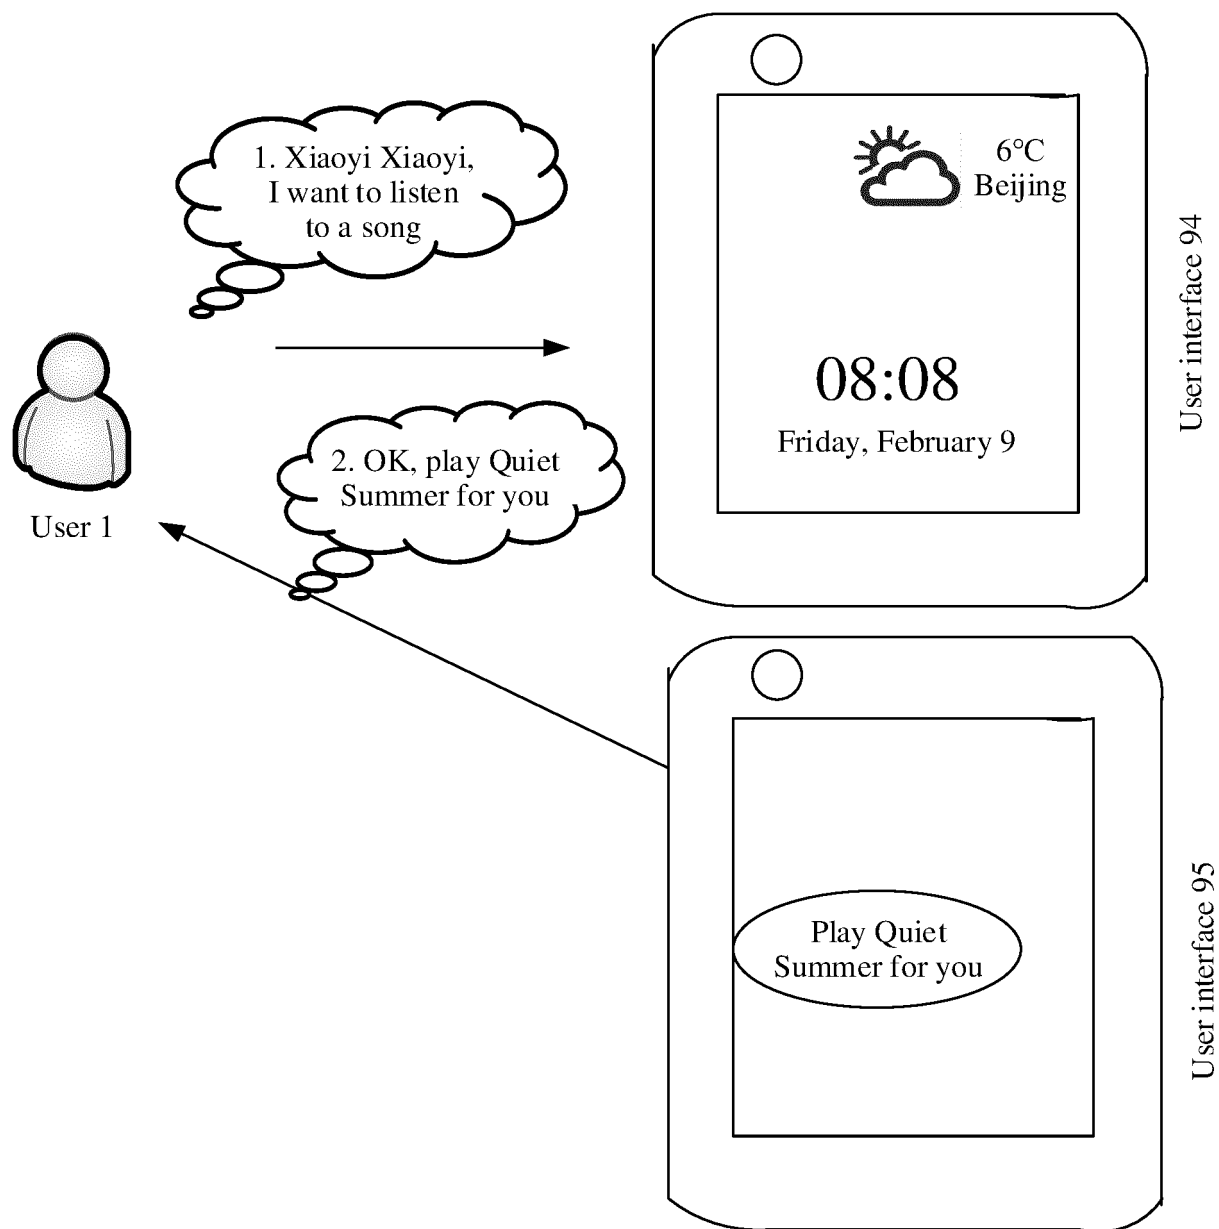 1. Xiaoyi Xiaoyi,
I want to listen
to a song
6°C
Beijing
08:08
Friday, February 9
User interface 94
2. OK, play Quiet
Summer for you
User 1
Play Quiet
Summer for you
User interface 95